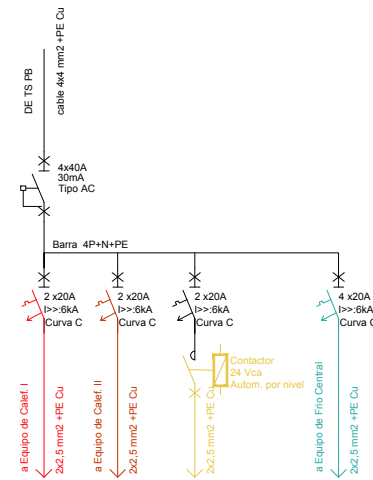 DE TS PB
cable 4x4 mm2 +PE Cu
4x40A
30mA
Tipo AC
Barra 4P+N+PE
2 x20A
I>>:6kA
Curva C
2 x20A
I>>:6kA
Curva C
2 x20A
I>>:6kA
Curva C
4 x20A
I>>:6kA
Curva C
Contactor
24 Vca
Autom. por nivel
a Equipo de Calef. I
2x2,5 mm2 +PE Cu
a Equipo de Calef. II
2x2,5 mm2 +PE Cu
2x2,5 mm2 +PE Cu
a Equipo de Frio Central
2x2,5 mm2 +PE Cu